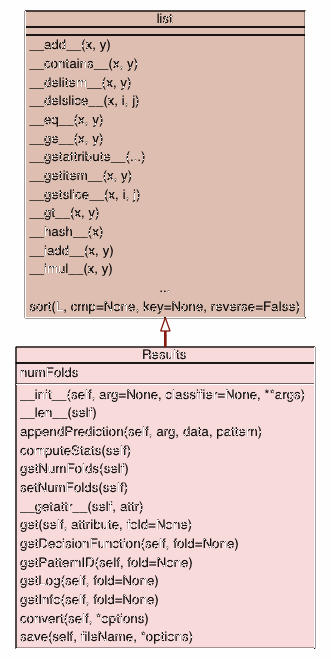 list
__add__(x, y)
__contains__(x, y)
__delitem__(x, y)
__delslice__(x, i, j)
__eq__(x, y)
__ge__(x, y)
__getattribute__(...)
__getitem__(x, y)
__getslice__(x, i, j)
__gt__(x, y)
__hash__(x)
__iadd__(x, y)
__imul__(x, y)
...
sort(L, cmp=None, key=None, reverse=False)
Results
numFolds
__init__(self, arg=None, classifier=None, **args)
__len__(self)
appendPrediction(self, arg, data, pattern)
computeStats(self)
getNumFolds(self)
setNumFolds(self)
__getattr__(self, attr)
get(self, attribute, fold=None)
getDecisionFunction(self, fold=None)
getPatternID(self, fold=None)
getLog(self, fold=None)
getInfo(self, fold=None)
convert(self, *options)
save(self, fileName, *options)